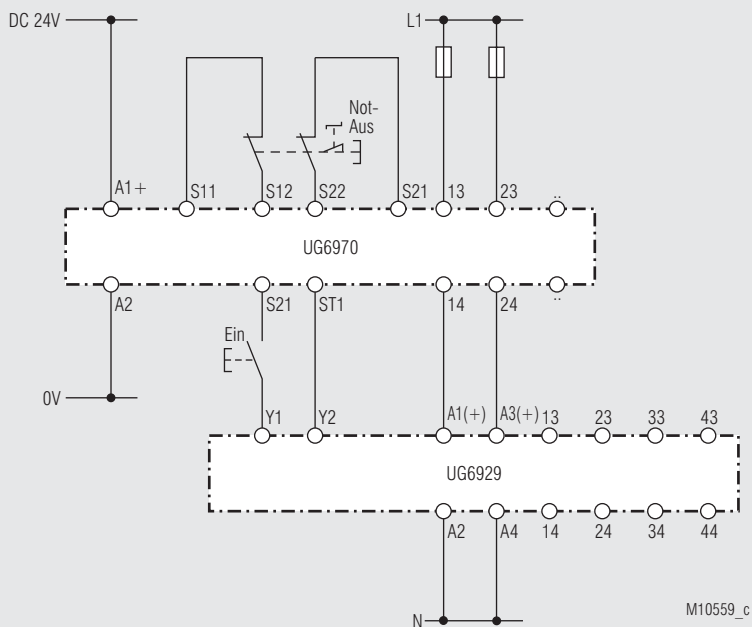 DC 24V
L1
Not-
Aus
A1+
S11
S12
S22
S21
13
23
..
UG6970
A2
S21
ST1
14
24
..
Ein
0V
Y1
Y2
A1(+)
A3(+)
13
23
33
43
UG6929
A2
A4
14
24
34
44
N
M10559_c